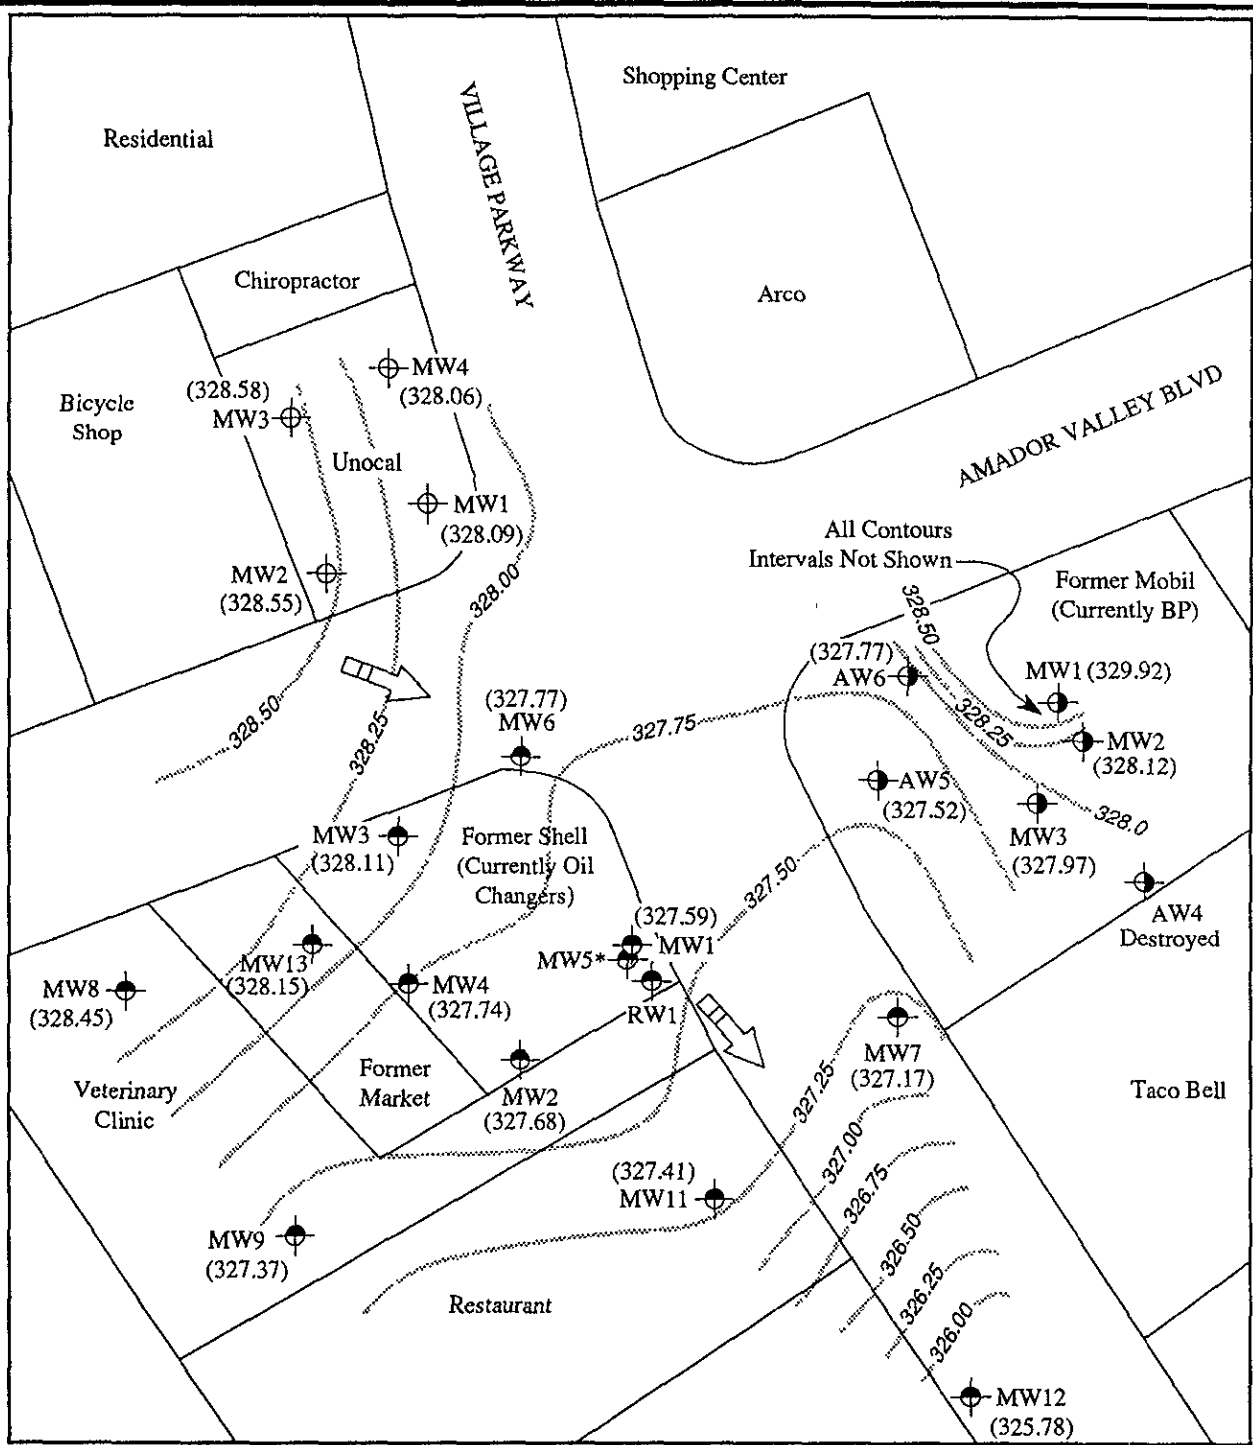 Shopping Center
Residential
VILLAGE PARKWAY
Chiropractor
Arco
MW4
(328.06)
(328.58)
MW3
Bicycle
Shop
Unocal
AMADOR VALLEY BLVD
MW1
(328.09)
All Contours
Intervals Not Shown
MW2
(328.55)
328.00
Former Mobil
(Currently BP)
328.50
(327.77)
AW6
MW1 (329.92)
328.50
328.25
(327.77)
MW6
327.75
328.25
MW2
(328.12)
AW5
(327.52)
328.0
MW3
(327.97)
MW3
(328.11)
Former Shell
(Currently Oil
Changers)
327.50
AW4
Destroyed
(327.59)
MW1
MW5*
RW1
MW13
(328.15)
MW8
(328.45)
MW4
(327.74)
MW7
(327.17)
Veterinary
Clinic
Former
Market
MW2
(327.68)
327.25
Taco Bell
327.00
326.75
(327.41)
MW11
326.50
MW9
(327.37)
326.25
Restaurant
326.00
MW12
(325.78)